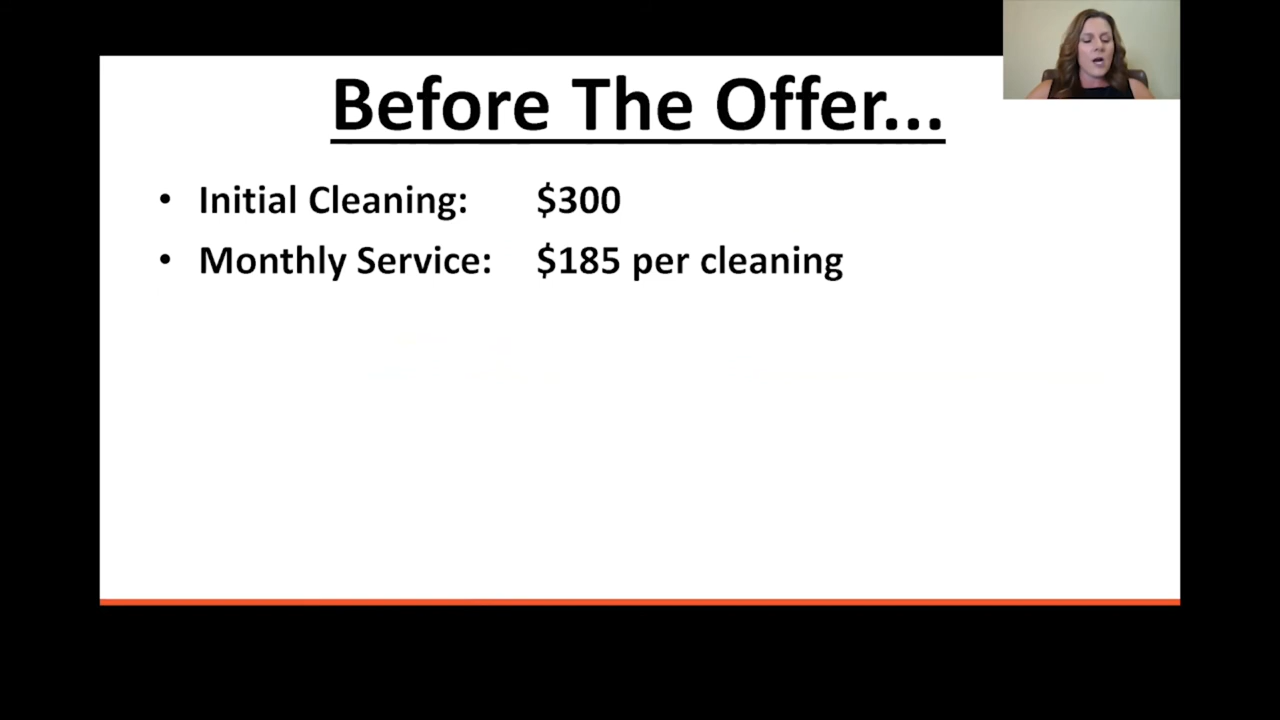 Before The Offer...
• Initial Cleaning: $300
• Monthly Service: $185 per cleaning